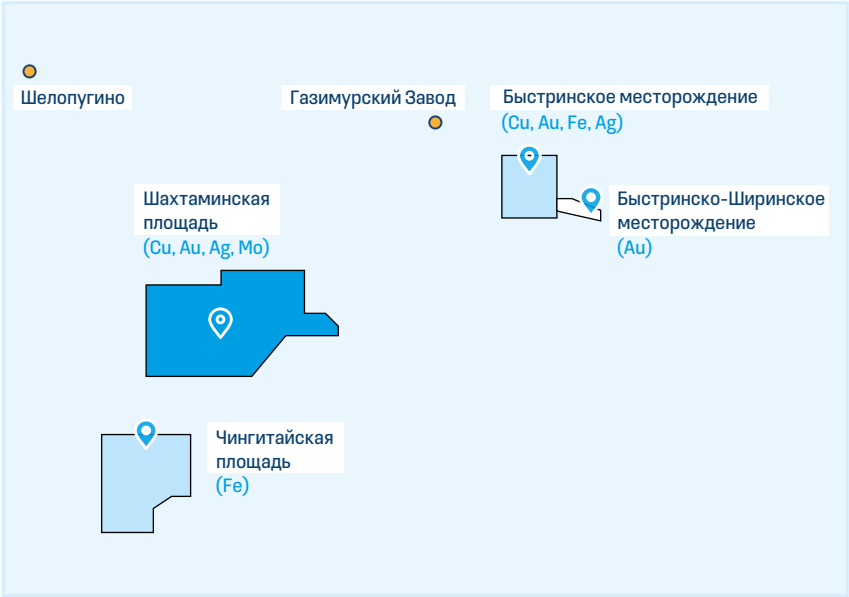 Шелопугино
Газимурский Завод
Быстринское месторождение
(Cu, Au, Fe, Ag)
Шахтаминская
площадь
(Cu, Au, Ag, Mo)
Быстринско-Ширинское
месторождение
(Au)
Чингитайская
площадь
(Fe)